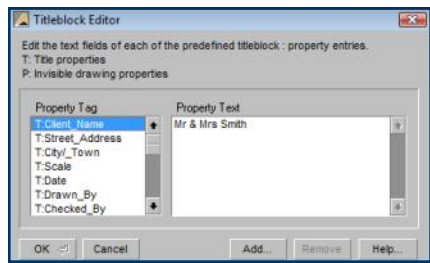 Titleblock Editor
Edit the text fields of each of the predefined titleblock : property entries.
T: Title properties
P: Invisible drawing properties
Property Tag
Property Text
T:Client_Name
Mr & Mrs Smith
T:Street_Address
T:City/_Town
T:Scale
T:Date
T:Drawn_By
T:Checked_By
OK
Cancel
Add...
Remove
Help...